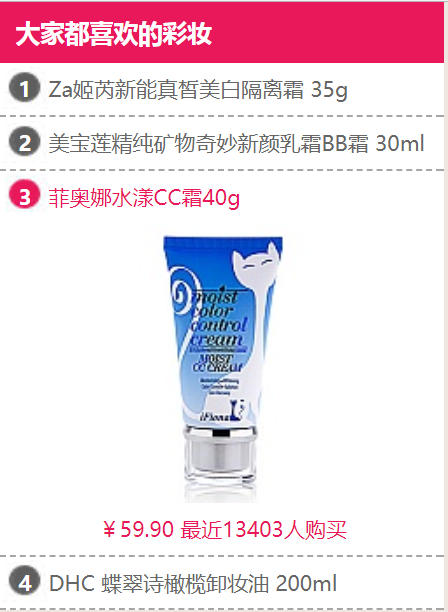 大家都喜欢的彩妆
1 Za姬芮新能真皙美白隔离霜 35g
2 美宝莲精纯矿物奇妙新颜乳霜BB霜 30ml
3 菲奥娜水漾CC霜40g
moist
color
control
cream
MOIST
CC CREAM
iFiona
￥59.90 最近13403人购买
4 DHC 蝶翠诗橄榄卸妆油 200ml